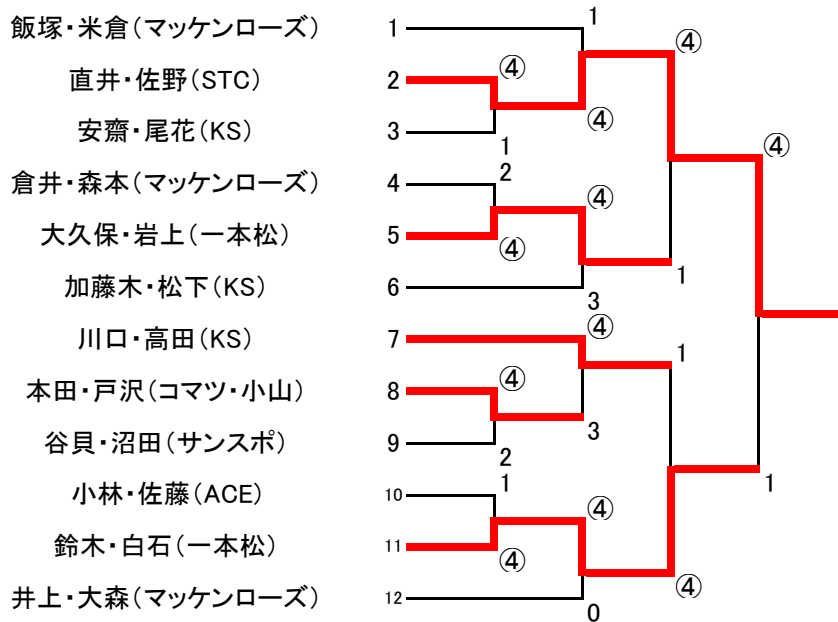 飯塚・米倉(マッケンローズ) 1 1
④
直井・佐野(STC) 2 ④
④
安齋・尾花(KS) 3 1
④
倉井・森本(マッケンローズ) 4 2
④
大久保・岩上(一本松) 5 ④
1
加藤木・松下(KS) 6 3
川口・高田(KS) 7 ④
1
本田・戸沢(コマツ・小山) 8 ④
3
谷貝・沼田(サンスポ) 9 2
1
小林・佐藤(ACE) 10 1
④
鈴木・白石(一本松) 11 ④
④
井上・大森(マッケンローズ) 12 0